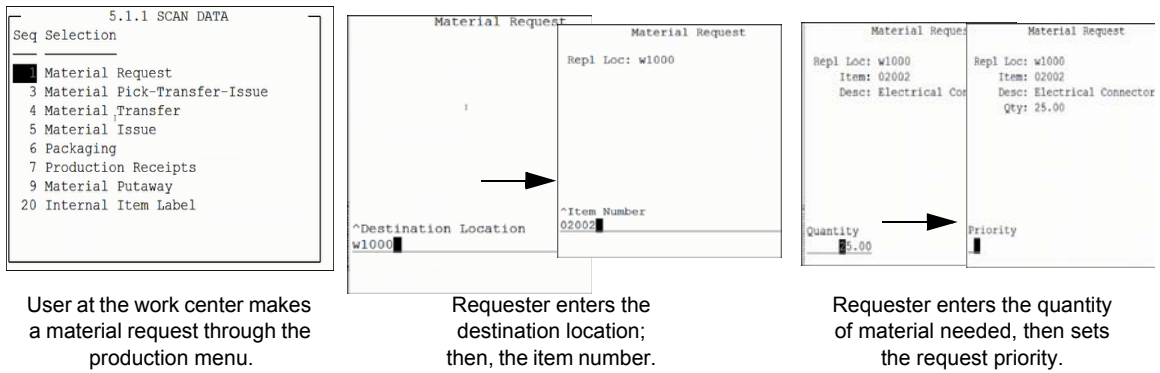 5.1.1 SCAN DATA
Seq Selection
1 Material Request
3 Material Pick-Transfer-Issue
4 Material Transfer
5 Material Issue
6 Packaging
7 Production Receipts
9 Material Putaway
20 Internal Item Label
User at the work center makes
a material request through the
production menu.
Material Request
^Destination Location
w1000
Material Request
Repl Loc: w1000
^Item Number
02002
Requester enters the
destination location;
then, the item number.
Material Reques
Repl Loc: w1000
Item: 02002
Desc: Electrical Con
Quantity
25.00
Material Request
Repl Loc: w1000
Item: 02002
Desc: Electrical Connector
Qty: 25.00
Priority
Requester enters the quantity
of material needed, then sets
the request priority.